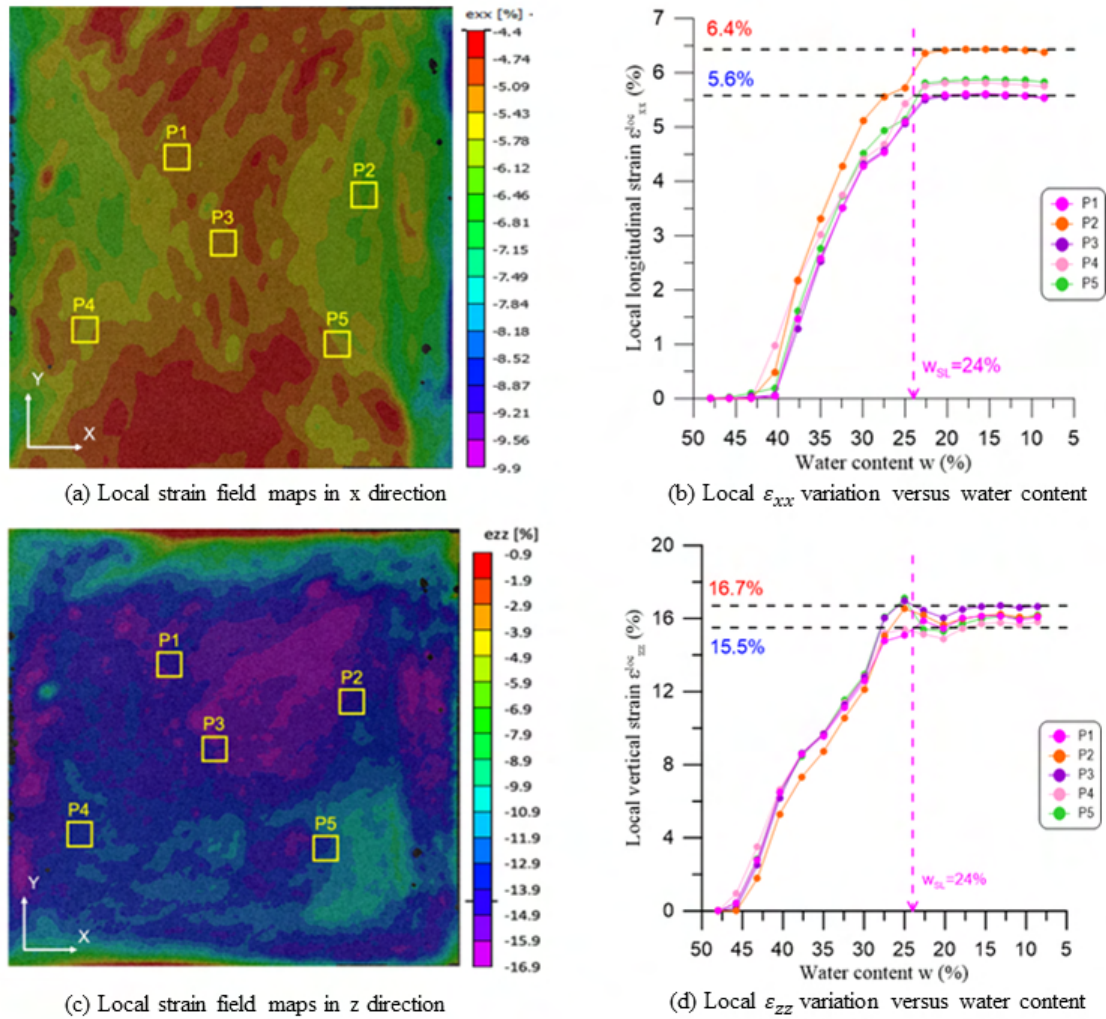 exx [%] -
-4.4
-4.74
-5.09
-5.43
-5.78
-6.12
-6.46
-6.81
-7.15
-7.49
-7.84
-8.18
-8.52
-8.87
-9.21
-9.56
-9.9
P1
P2
P3
P4
P5
Y
X
(a) Local strain field maps in x direction
7
6
5
4
3
2
1
0
Local longitudinal strain ε^loc_xx (%)
6.4%
5.6%
w_SL=24%
P1
P2
P3
P4
P5
50 45 40 35 30 25 20 15 10 5
Water content w (%)
(b) Local ε_xx variation versus water content
ezz [%]
-0.9
-1.9
-2.9
-3.9
-4.9
-5.9
-6.9
-7.9
-8.9
-9.9
-10.9
-11.9
-12.9
-13.9
-14.9
-15.9
-16.9
P1
P2
P3
P4
P5
Y
X
(c) Local strain field maps in z direction
20
16
12
8
4
0
Local vertical strain ε^loc_zz (%)
16.7%
15.5%
w_SL=24%
P1
P2
P3
P4
P5
50 45 40 35 30 25 20 15 10 5
Water content w (%)
(d) Local ε_zz variation versus water content